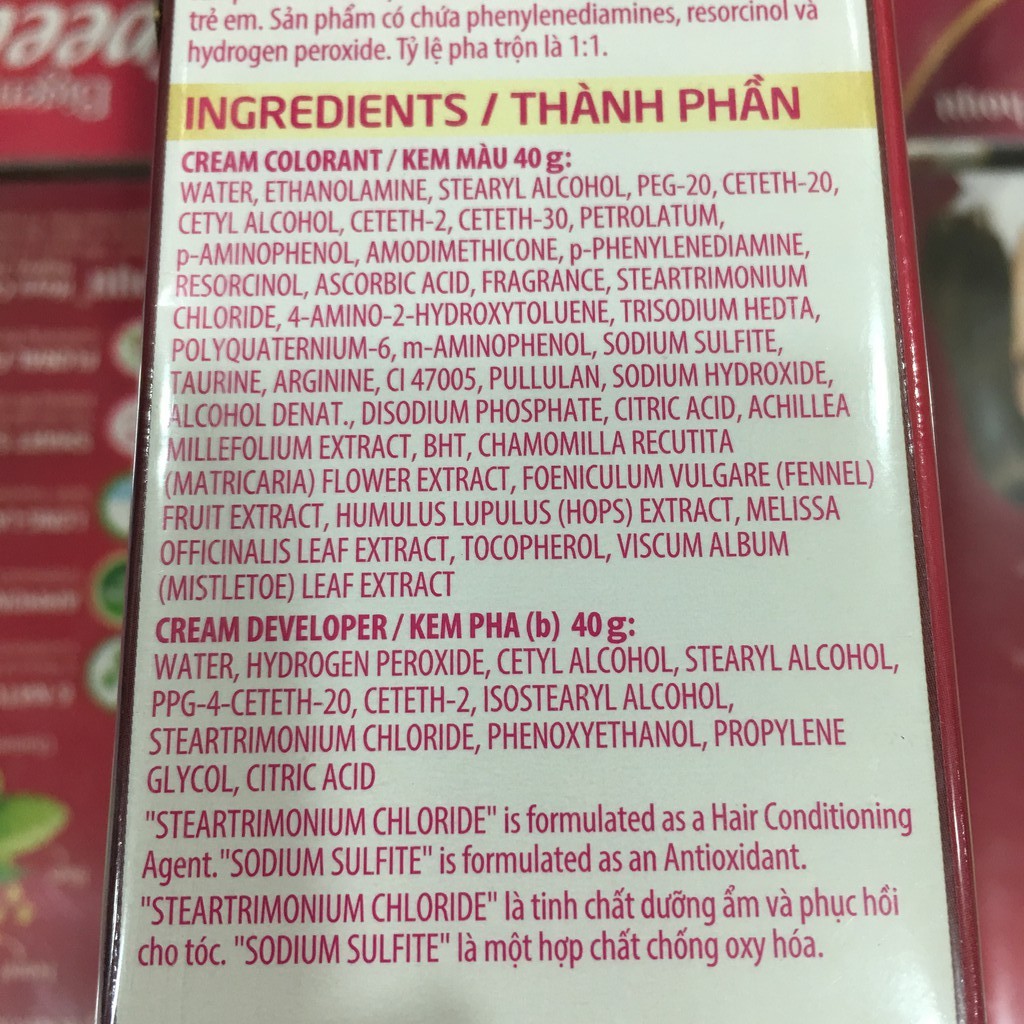 trẻ em. Sản phẩm có chứa phenylenediamines, resorcinol và
hydrogen peroxide. Tỷ lệ pha trộn là 1:1.
INGREDIENTS / THÀNH PHẦN
CREAM COLORANT / KEM MÀU 40 g:
WATER, ETHANOLAMINE, STEARYL ALCOHOL, PEG-20, CETETH-20,
CETYL ALCOHOL, CETETH-2, CETETH-30, PETROLATUM,
p-AMINOPHENOL, AMODIMETHICONE, p-PHENYLENEDIAMINE,
RESORCINOL, ASCORBIC ACID, FRAGRANCE, STEARTRIMONIUM
CHLORIDE, 4-AMINO-2-HYDROXYTOLUENE, TRISODIUM HEDTA,
POLYQUATERNIUM-6, m-AMINOPHENOL, SODIUM SULFITE,
TAURINE, ARGININE, CI 47005, PULLULAN, SODIUM HYDROXIDE,
ALCOHOL DENAT., DISODIUM PHOSPHATE, CITRIC ACID, ACHILLEA
MILLEFOLIUM EXTRACT, BHT, CHAMOMILLA RECUTITA
(MATRICARIA) FLOWER EXTRACT, FOENICULUM VULGARE (FENNEL)
FRUIT EXTRACT, HUMULUS LUPULUS (HOPS) EXTRACT, MELISSA
OFFICINALIS LEAF EXTRACT, TOCOPHEROL, VISCUM ALBUM
(MISTLETOE) LEAF EXTRACT
CREAM DEVELOPER / KEM PHA (b) 40 g:
WATER, HYDROGEN PEROXIDE, CETYL ALCOHOL, STEARYL ALCOHOL,
PPG-4-CETETH-20, CETETH-2, ISOSTEARYL ALCOHOL,
STEARTRIMONIUM CHLORIDE, PHENOXYETHANOL, PROPYLENE
GLYCOL, CITRIC ACID
"STEARTRIMONIUM CHLORIDE" is formulated as a Hair Conditioning
Agent."SODIUM SULFITE" is formulated as an Antioxidant.
"STEARTRIMONIUM CHLORIDE" là tinh chất dưỡng ẩm và phục hồi
cho tóc. "SODIUM SULFITE" là một hợp chất chống oxy hóa.